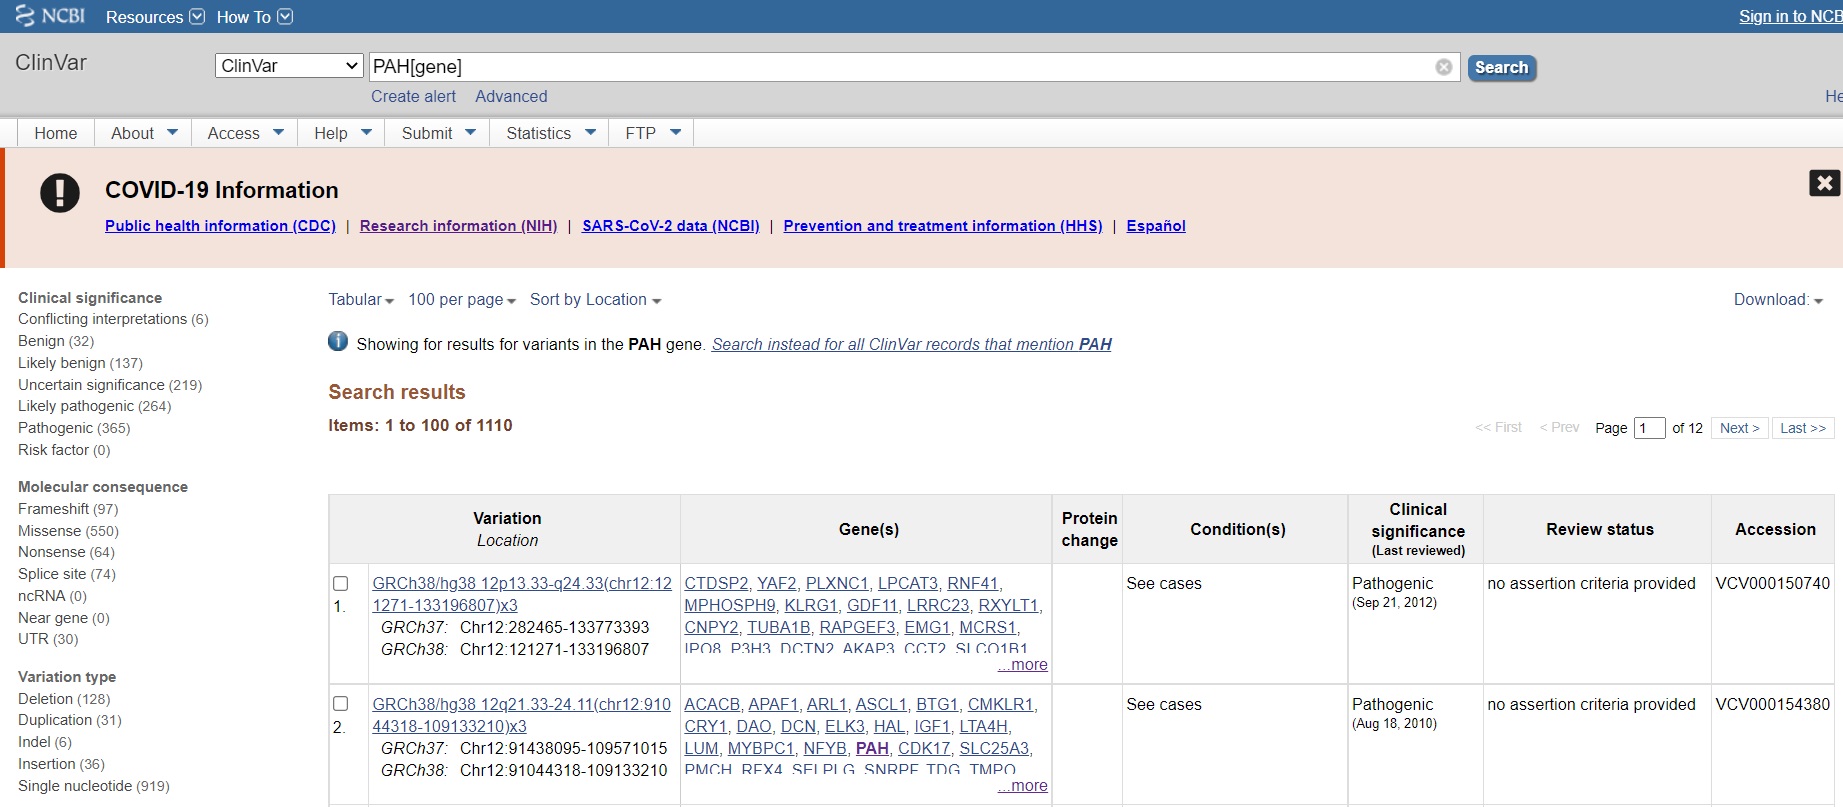 NCBI Resources How To Sign in to NCB
ClinVar ClinVar PAH[gene] Search
Create alert Advanced He
Home About Access Help Submit Statistics FTP
COVID-19 Information
Public health information (CDC) | Research information (NIH) | SARS-CoV-2 data (NCBI) | Prevention and treatment information (HHS) | Español
Clinical significance
Conflicting interpretations (6)
Benign (32)
Likely benign (137)
Uncertain significance (219)
Likely pathogenic (264)
Pathogenic (365)
Risk factor (0)
Molecular consequence
Frameshift (97)
Missense (550)
Nonsense (64)
Splice site (74)
ncRNA (0)
Near gene (0)
UTR (30)
Variation type
Deletion (128)
Duplication (31)
Indel (6)
Insertion (36)
Single nucleotide (919)
Tabular 100 per page Sort by Location Download:
Showing for results for variants in the PAH gene. Search instead for all ClinVar records that mention PAH
Search results
Items: 1 to 100 of 1110
<< First < Prev Page 1 of 12 Next > Last >>
Variation
Location
Gene(s)
Protein
change
Condition(s)
Clinical
significance
(Last reviewed)
Review status
Accession
1.
GRCh38/hg38 12p13.33-q24.33(chr12:12
1271-133196807)x3
GRCh37: Chr12:282465-133773393
GRCh38: Chr12:121271-133196807
CTDSP2, YAF2, PLXNC1, LPCAT3, RNF41,
MPHOSPH9, KLRG1, GDF11, LRRC23, RXYLT1,
CNPY2, TUBA1B, RAPGEF3, EMG1, MCRS1,
IPO8, P3H3, DCTN2, AKAP3, CCT2, SLCO1B1
...more
See cases
Pathogenic
(Sep 21, 2012)
no assertion criteria provided
VCV000150740
2.
GRCh38/hg38 12q21.33-24.11(chr12:910
44318-109133210)x3
GRCh37: Chr12:91438095-109571015
GRCh38: Chr12:91044318-109133210
ACACB, APAF1, ARL1, ASCL1, BTG1, CMKLR1,
CRY1, DAO, DCN, ELK3, HAL, IGF1, LTA4H,
LUM, MYBPC1, NFYB, PAH, CDK17, SLC25A3,
PMCH, RFX4, SELPLG, SNRPF, TDG, TMPO
...more
See cases
Pathogenic
(Aug 18, 2010)
no assertion criteria provided
VCV000154380